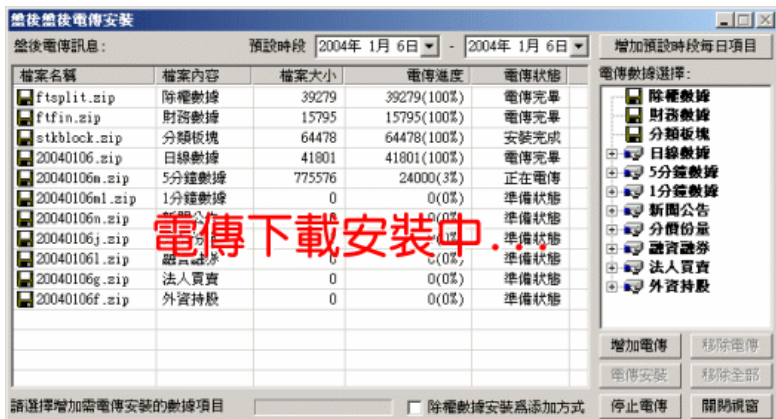 盤後盤後電傳安裝
盤後電傳訊息: 預設時段 2004年 1月 6日 - 2004年 1月 6日 增加預設時段每日項目
檔案名稱 檔案內容 檔案大小 電傳進度 電傳狀態
ftsplit.zip 除權數據 39279 39279(100%) 電傳完畢
ftfin.zip 財務數據 15795 15795(100%) 電傳完畢
stkblock.zip 分類板塊 64478 64478(100%) 安裝完成
20040106.zip 日線數據 41801 41801(100%) 電傳完畢
20040106m.zip 5分鐘數據 775576 24000(3%) 正在電傳
20040106m1.zip 1分鐘數據 0 0(0%) 準備狀態
20040106n.zip 新聞公告 0 0(0%) 準備狀態
20040106j.zip 0(0%) 準備狀態
20040106l.zip 融資融券 0 0(0%) 準備狀態
20040106g.zip 法人買賣 0 0(0%) 準備狀態
20040106f.zip 外資持股 0 0(0%) 準備狀態
電傳下載安裝中...
電傳數據選擇:
除權數據
財務數據
分類板塊
日線數據
5分鐘數據
1分鐘數據
新聞公告
分價份量
融資融券
法人買賣
外資持股
增加電傳 移除電傳
電傳安裝 移除全部
請選擇增加需電傳安裝的數據項目 除權數據安裝爲添加方式 停止電傳 關閉視窗